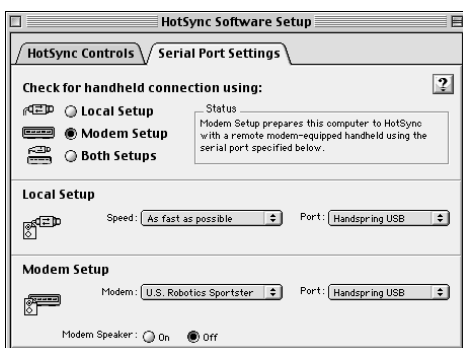 HotSync Software Setup
HotSync Controls
Serial Port Settings
Check for handheld connection using:
?
Local Setup
Modem Setup
Both Setups
Status
Modem Setup prepares this computer to HotSync
with a remote modem-equipped handheld using the
serial port specified below.
Local Setup
Speed: As fast as possible
Port: Handspring USB
Modem Setup
Modem: U.S. Robotics Sportster
Port: Handspring USB
Modem Speaker: On Off